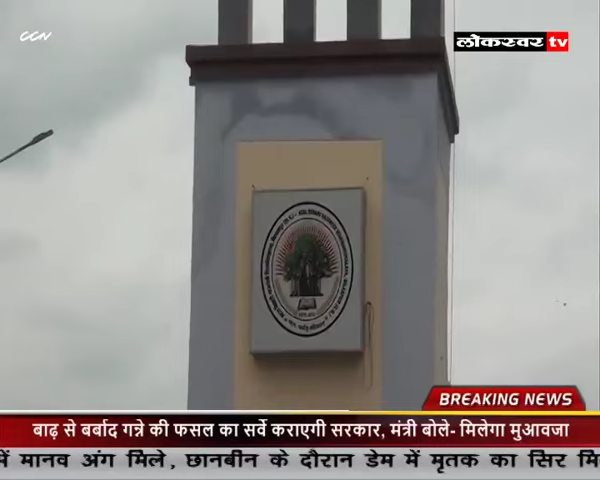 CCN
लोकस्वर tv
BREAKING NEWS
बाढ़ से बर्बाद गन्ने की फसल का सर्वे कराएगी सरकार, मंत्री बोले- मिलेगा मुआवजा
में मानव अंग मिले, छानबीन के दौरान डेम में मृतक का सिर मि